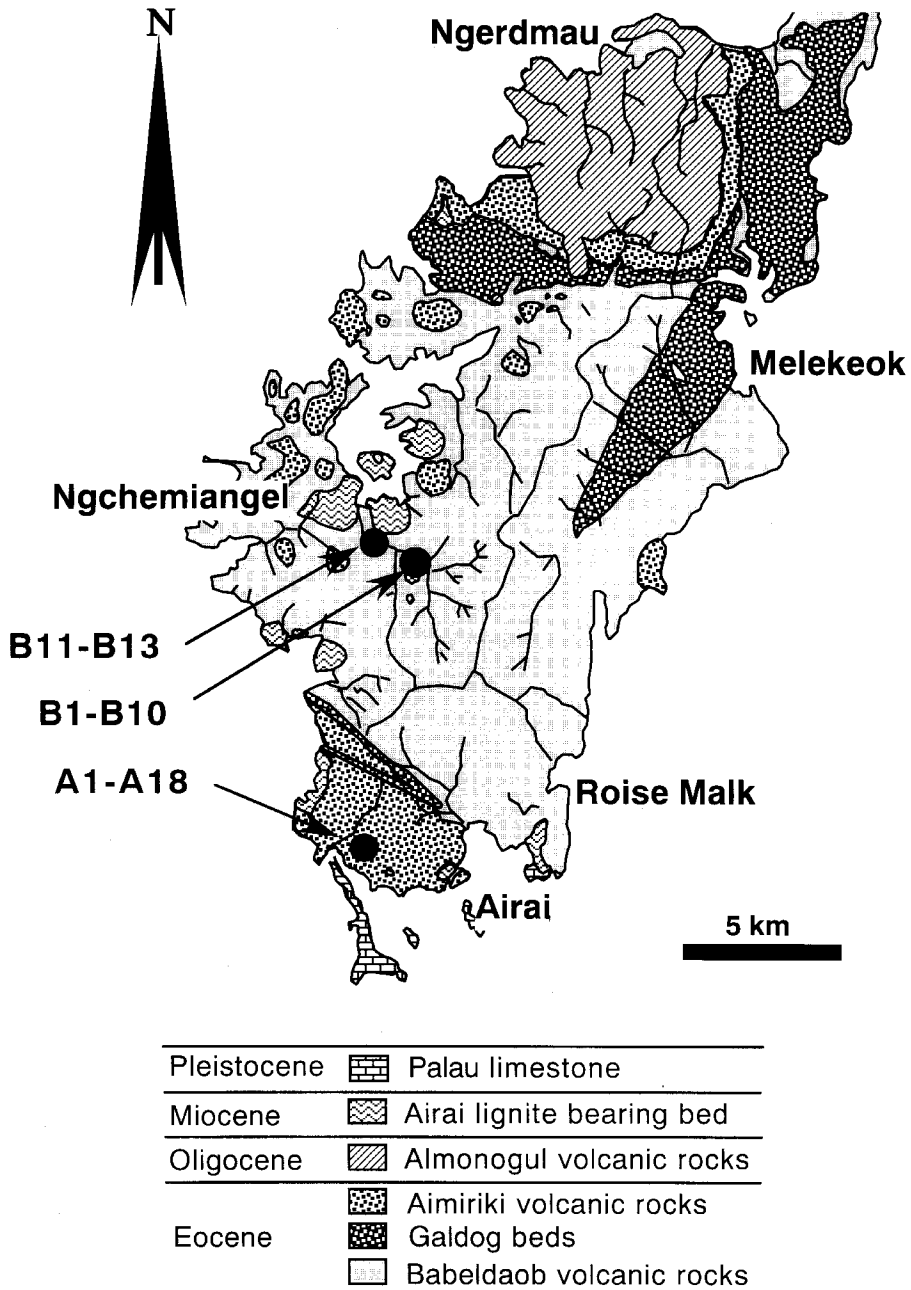 N
Ngerdmau
Melekeok
Ngchemiangel
B11-B13
B1-B10
A1-A18
Roise Malk
Airai
5 km
Pleistocene Palau limestone
Miocene Airai lignite bearing bed
Oligocene Almonogul volcanic rocks
Aimiriki volcanic rocks
Eocene Galdog beds
Babeldaob volcanic rocks